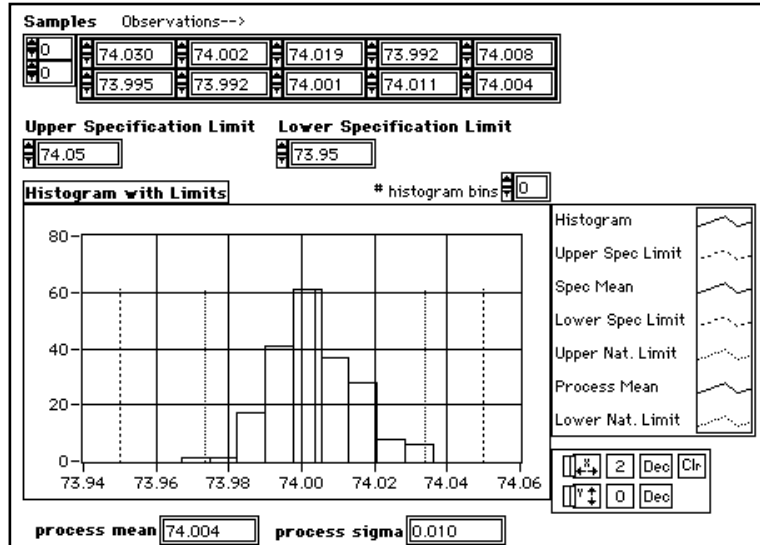 Samples Observations-->
0 74.030 74.002 74.019 73.992 74.008
0 73.995 73.992 74.001 74.011 74.004
Upper Specification Limit Lower Specification Limit
74.05 73.95
Histogram with Limits # histogram bins 0
80
60
40
20
0
73.94 73.96 73.98 74.00 74.02 74.04 74.06
Histogram
Upper Spec Limit
Spec Mean
Lower Spec Limit
Upper Nat. Limit
Process Mean
Lower Nat. Limit
X 2 Dec Clr
Y 0 Dec
process mean 74.004 process sigma 0.010